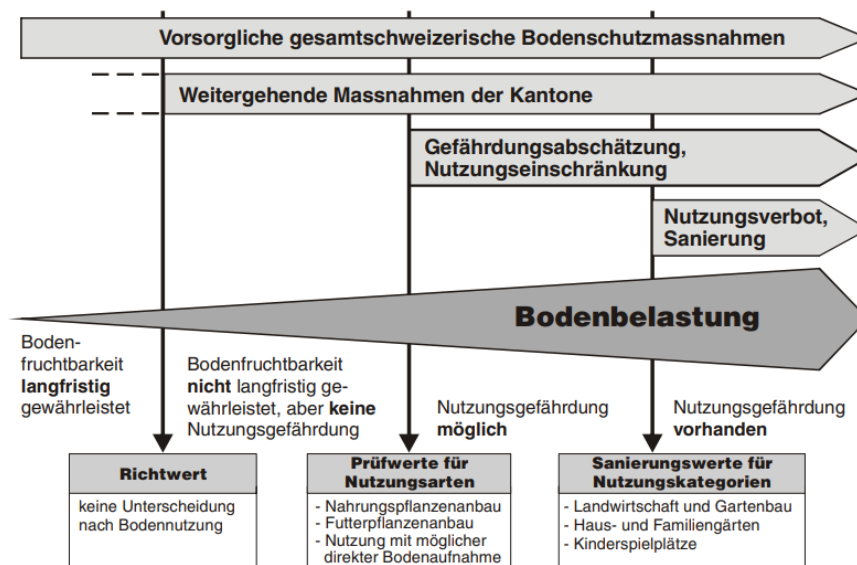 Vorsorgliche gesamtschweizerische Bodenschutzmassnahmen
Weitergehende Massnahmen der Kantone
Gefährdungsabschätzung,
Nutzungseinschränkung
Nutzungsverbot,
Sanierung
Bodenbelastung
Boden-
fruchtbarkeit
langfristig
gewährleistet
Bodenfruchtbarkeit
nicht langfristig ge-
währleistet, aber keine
Nutzungsgefährdung
Nutzungsgefährdung
möglich
Nutzungsgefährdung
vorhanden
Richtwert
keine Unterscheidung
nach Bodennutzung
Prüfwerte für
Nutzungsarten
- Nahrungspflanzenanbau
- Futterpflanzenanbau
- Nutzung mit möglicher
direkter Bodenaufnahme
Sanierungswerte für
Nutzungskategorien
- Landwirtschaft und Gartenbau
- Haus- und Familiengärten
- Kinderspielplätze